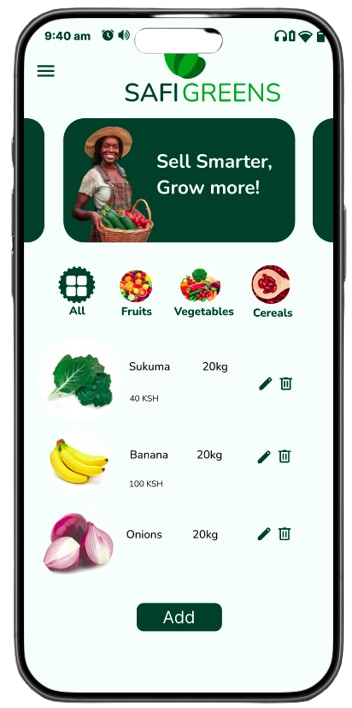 9:40 am
SAFI GREENS
Sell Smarter,
Grow more!
All
Fruits
Vegetables
Cereals
Sukuma 20kg
40 KSH
Banana 20kg
100 KSH
Onions 20kg
Add